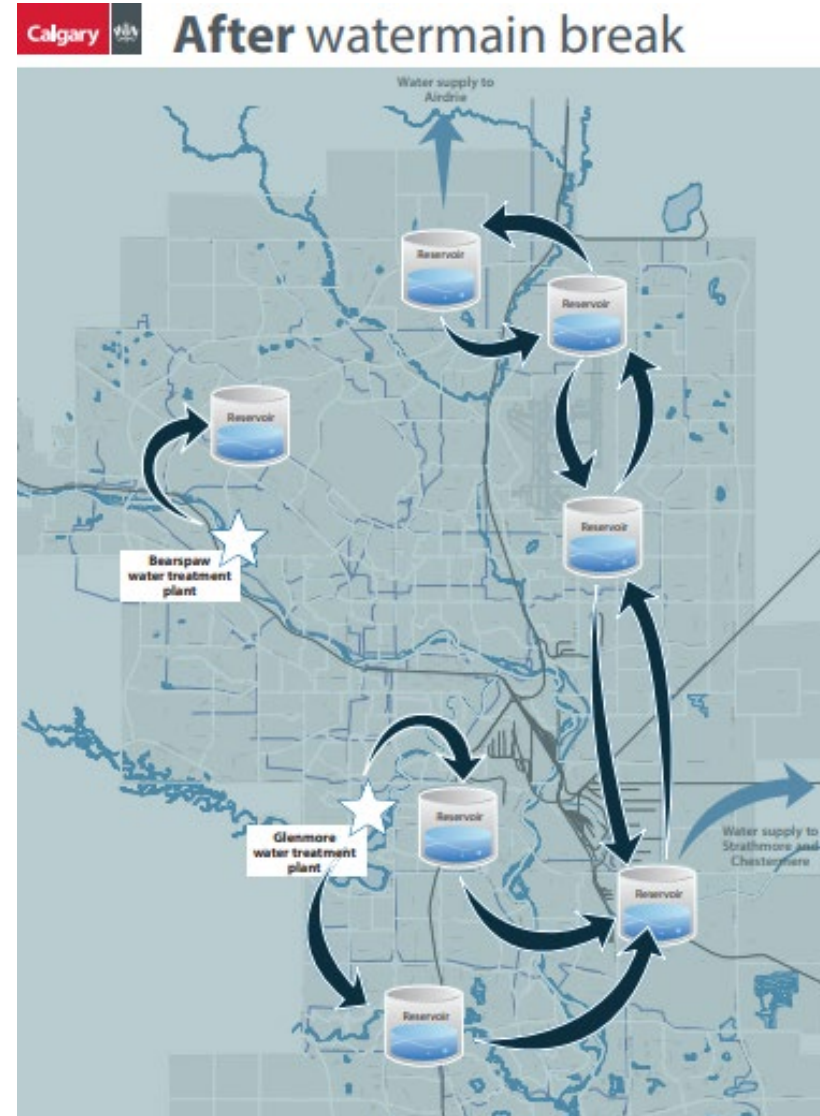 Calgary
After watermain break
Water supply to
Airdrie
Reservoir
Reservoir
Reservoir
Reservoir
Bearspaw
water treatment
plant
Reservoir
Glenmore
water treatment
plant
Water supply to
Strathmore and
Chestermere
Reservoir
Reservoir